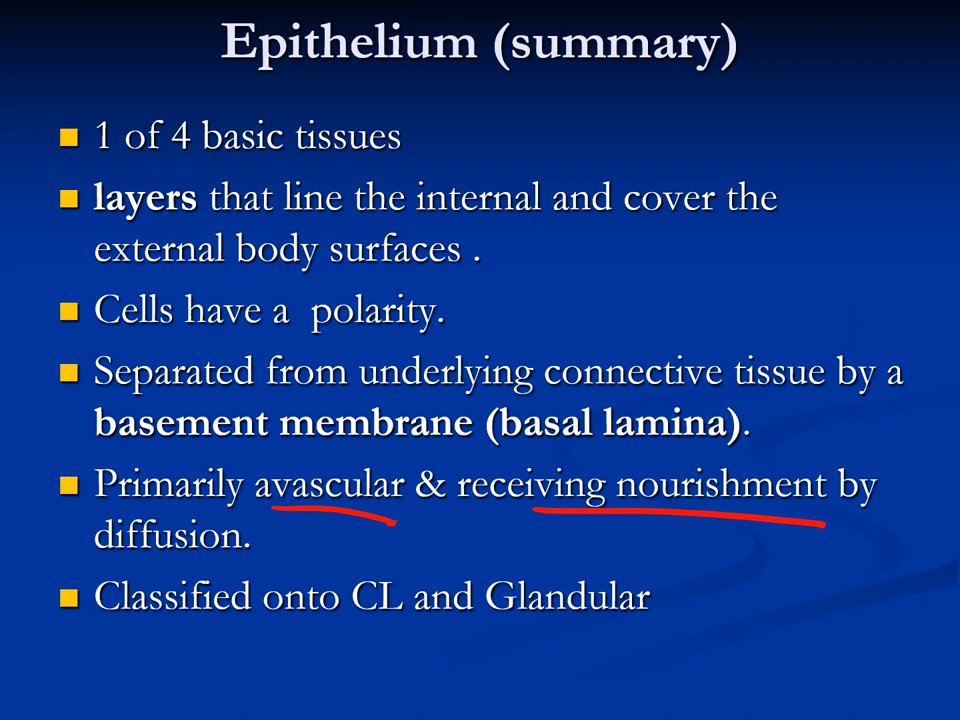 Epithelium (summary)
1 of 4 basic tissues
layers that line the internal and cover the
external body surfaces .
Cells have a  polarity.
Separated from underlying connective tissue by a
basement membrane (basal lamina).
Primarily avascular & receiving nourishment by
diffusion.
Classified onto CL and Glandular